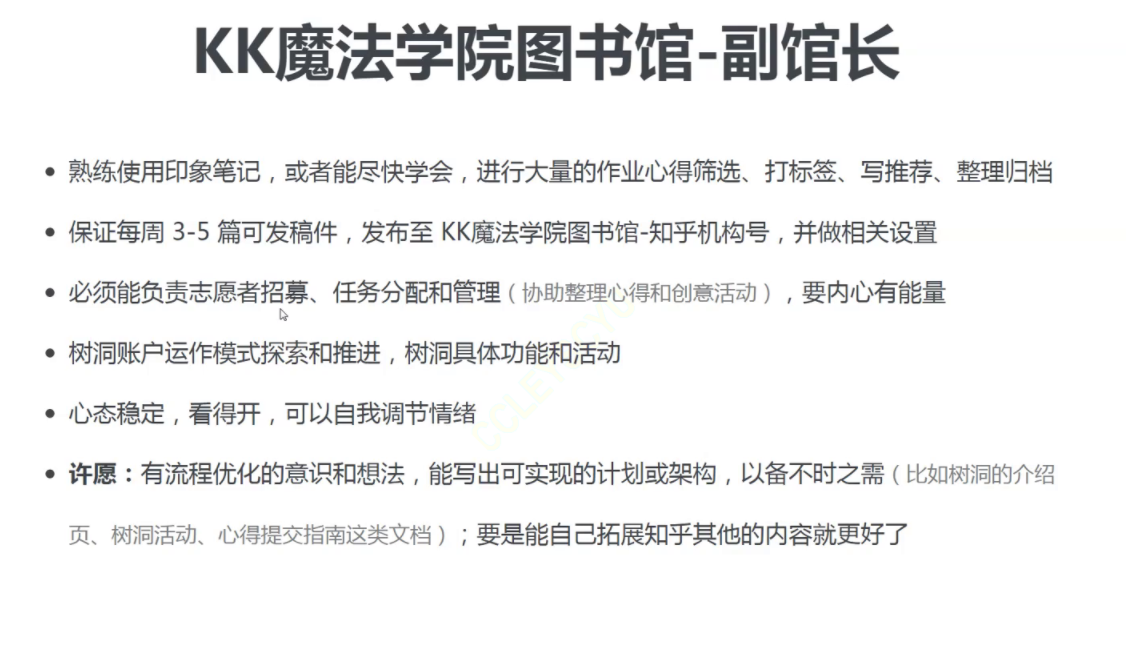 KK魔法学院图书馆-副馆长
• 熟练使用印象笔记，或者能尽快学会，进行大量的作业心得筛选、打标签、写推荐、整理归档
• 保证每周 3-5 篇可发稿件，发布至 KK魔法学院图书馆-知乎机构号，并做相关设置
• 必须能负责志愿者招募、任务分配和管理（协助整理心得和创意活动），要内心有能量
• 树洞账户运作模式探索和推进，树洞具体功能和活动
• 心态稳定，看得开，可以自我调节情绪
• 许愿：有流程优化的意识和想法，能写出可实现的计划或架构，以备不时之需（比如树洞的介绍
页、树洞活动、心得提交指南这类文档）；要是能自己拓展知乎其他的内容就更好了